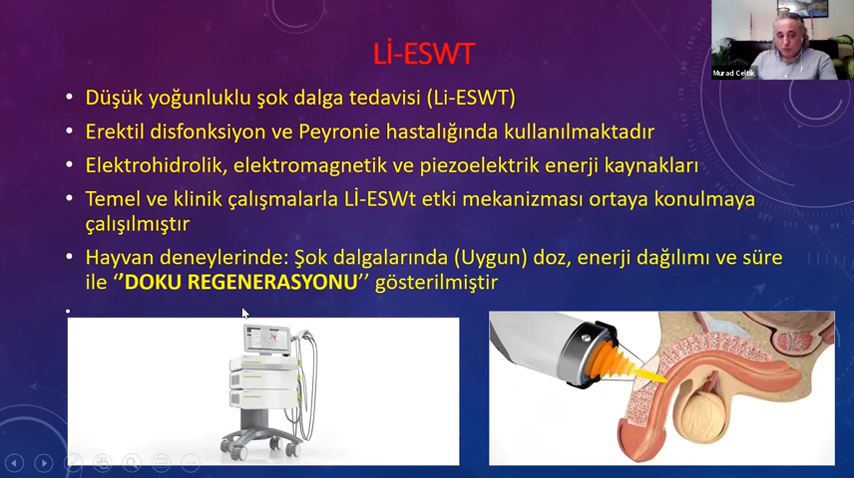 Lİ-ESWT
Murad Celtik
• Düşük yoğunluklu şok dalga tedavisi (Li-ESWT)
• Erektil disfonksiyon ve Peyronie hastalığında kullanılmaktadır
• Elektrohidrolik, elektromagnetik ve piezoelektrik enerji kaynakları
• Temel ve klinik çalışmalarla Lİ-ESWt etki mekanizması ortaya konulmaya
çalışılmıştır
• Hayvan deneylerinde: Şok dalgalarında (Uygun) doz, enerji dağılımı ve süre
ile ‘’DOKU REGENERASYONU’’ gösterilmiştir
•